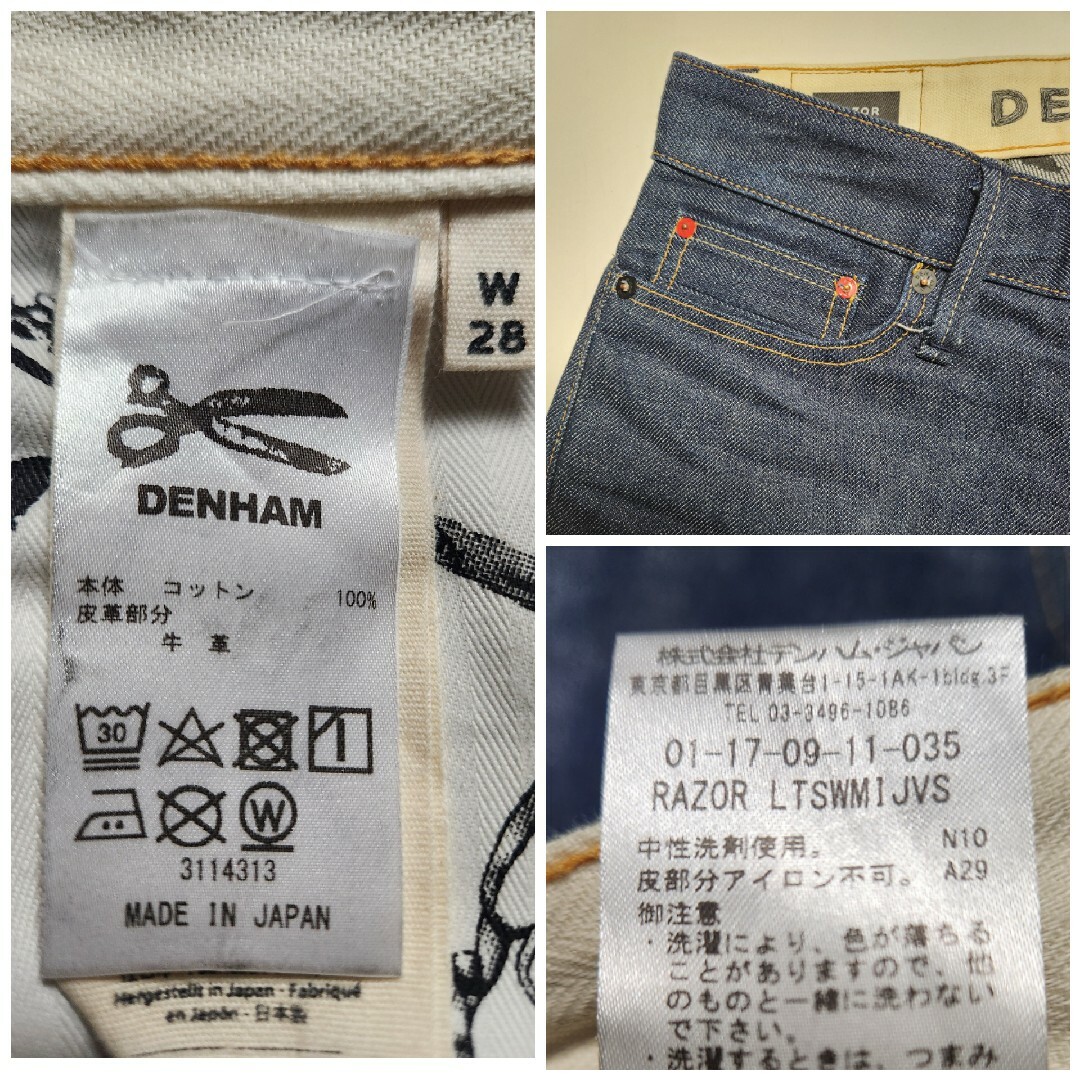 W
28
DENHAM
本体 コットン 100%
皮革部分
牛 革
30
W
3114313
MADE IN JAPAN
Hergestellt in Japan · Fabriqué
en Japón · 日本製
DE
株式会社デンハム・ジャパン
東京都目黒区青葉台1-15-1AK-1bldg.3F
TEL 03-3496-1086
01-17-09-11-035
RAZOR LTSWMIJVS
中性洗剤使用。 N10
皮部分アイロン不可。 A29
御注意
・洗濯により、色が落ちる
ことがありますので、他
のものと一緒に洗わない
で下さい。
・洗濯するときは、つまみ